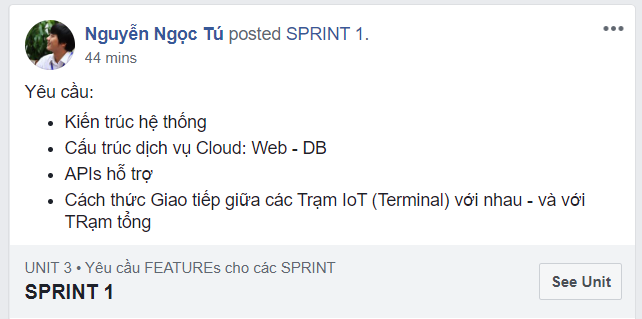 Nguyễn Ngọc Tú posted SPRINT 1.
44 mins
Yêu cầu:
Kiến trúc hệ thống
Cấu trúc dịch vụ Cloud: Web - DB
APIs hỗ trợ
Cách thức Giao tiếp giữa các Trạm IoT (Terminal) với nhau - và với
TRạm tổng
UNIT 3 • Yêu cầu FEATUREs cho các SPRINT
SPRINT 1
See Unit